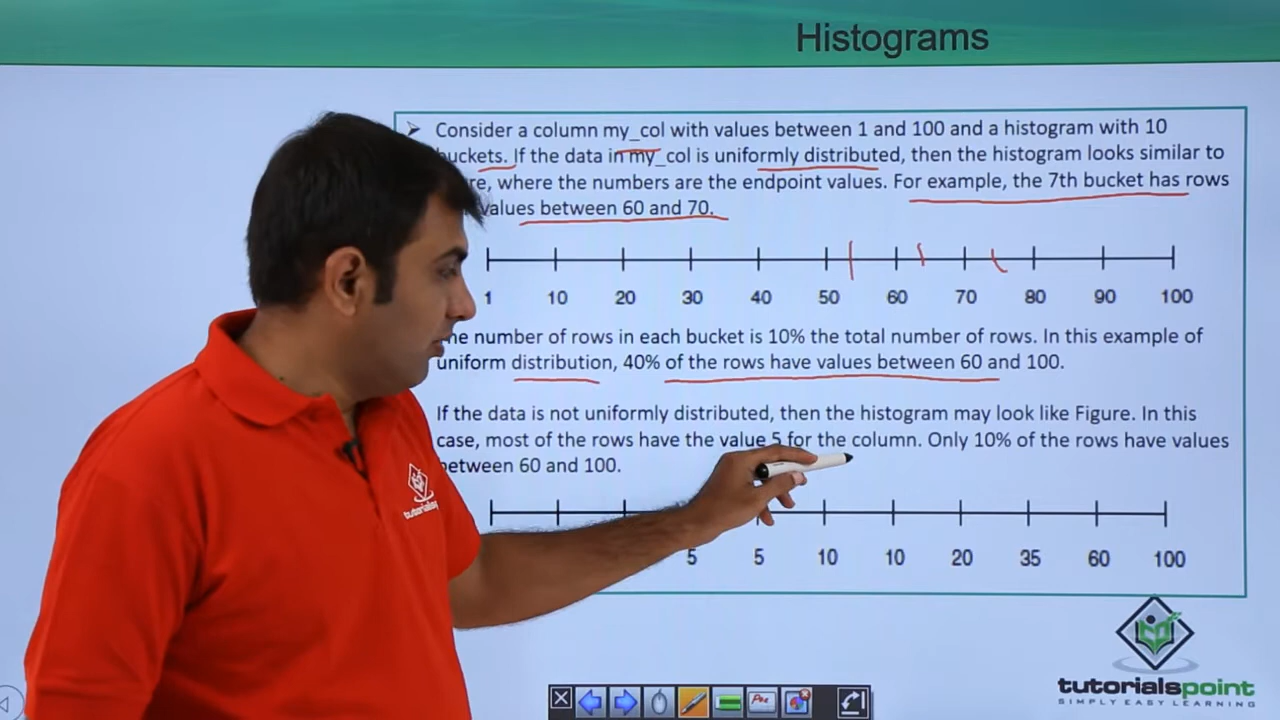 Histograms
Consider a column my_col with values between 1 and 100 and a histogram with 10
buckets. If the data in my_col is uniformly distributed, then the histogram looks similar to
where the numbers are the endpoint values. For example, the 7th bucket has rows
values between 60 and 70.
1 10 20 30 40 50 60 70 80 90 100
he number of rows in each bucket is 10% the total number of rows. In this example of
uniform distribution, 40% of the rows have values between 60 and 100.
If the data is not uniformly distributed, then the histogram may look like Figure. In this
case, most of the rows have the value 5 for the column. Only 10% of the rows have values
between 60 and 100.
5 5 10 10 20 35 60 100
tutorialspoint
SIMPLY EASY LEARNING